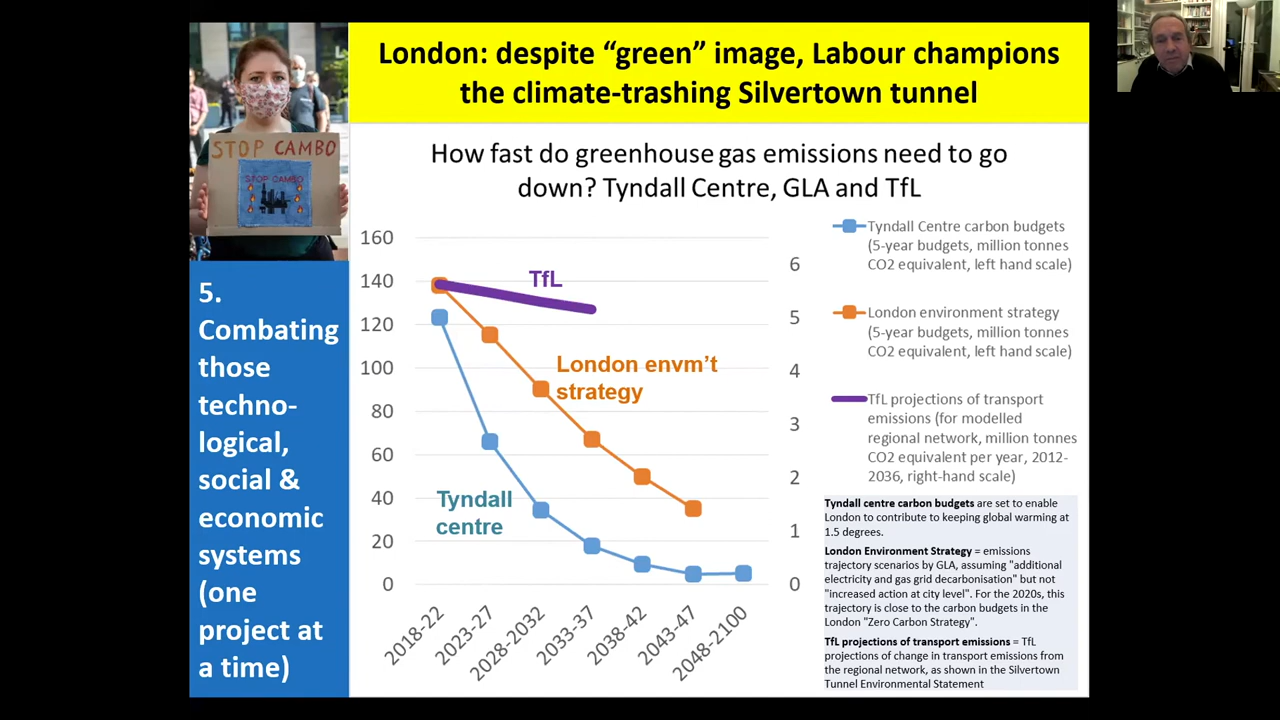 London: despite “green” image, Labour champions
the climate-trashing Silvertown tunnel
STOP CAMBO
STOP CAMBO
5.
Combating
those
techno-
logical,
social &
economic
systems
(one
project at
a time)
How fast do greenhouse gas emissions need to go
down? Tyndall Centre, GLA and TfL
160
140
120
100
80
60
40
20
0
6
5
4
3
2
1
0
TfL
London envm’t
strategy
Tyndall
centre
2018-22
2023-27
2028-2032
2033-37
2038-42
2043-47
2048-2100
Tyndall Centre carbon budgets
(5-year budgets, million tonnes
CO2 equivalent, left hand scale)
London environment strategy
(5-year budgets, million tonnes
CO2 equivalent, left hand scale)
TfL projections of transport
emissions (for modelled
regional network, million tonnes
CO2 equivalent per year, 2012-
2036, right-hand scale)
Tyndall centre carbon budgets are set to enable
London to contribute to keeping global warming at
1.5 degrees.
London Environment Strategy = emissions
trajectory scenarios by GLA, assuming "additional
electricity and gas grid decarbonisation" but not
"increased action at city level". For the 2020s, this
trajectory is close to the carbon budgets in the
London "Zero Carbon Strategy".
TfL projections of transport emissions = TfL
projections of change in transport emissions from
the regional network, as shown in the Silvertown
Tunnel Environmental Statement